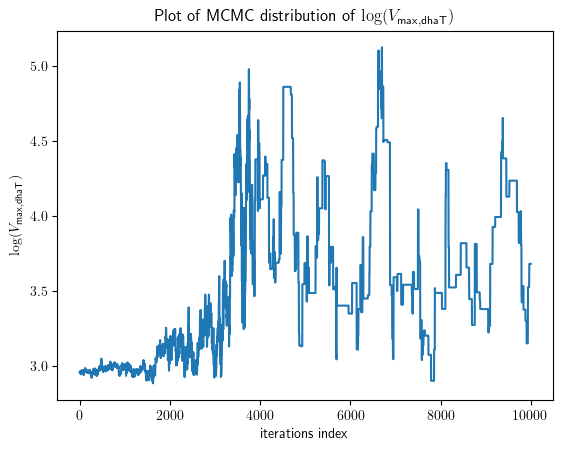 Plot of MCMC distribution of log(V_max,dhaT)
log(V_max,dhaT)
5.0
4.5
4.0
3.5
3.0
0 2000 4000 6000 8000 10000
iterations index